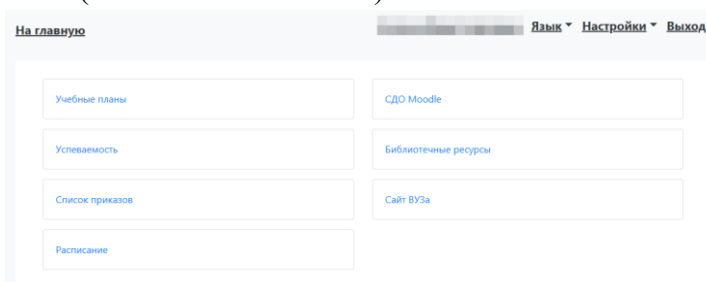 На главную Язык Настройки Выход
Учебные планы СДО Moodle
Успеваемость Библиотечные ресурсы
Список приказов Сайт ВУЗа
Расписание